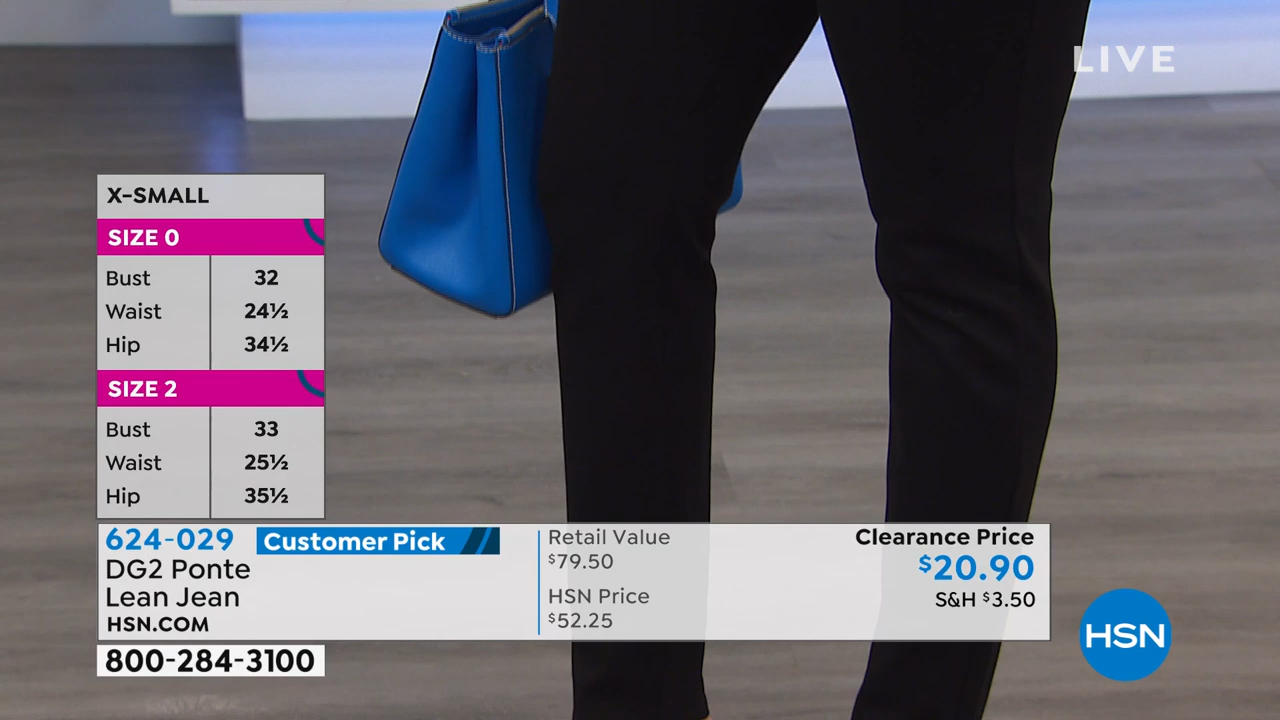 LIVE
X-SMALL
SIZE 0
Bust 32
Waist 24½
Hip 34½
SIZE 2
Bust 33
Waist 25½
Hip 35½
624-029 Customer Pick
DG2 Ponte
Lean Jean
HSN.COM
Retail Value
$79.50
HSN Price
$52.25
Clearance Price
$20.90
S&H $3.50
800-284-3100
HSN